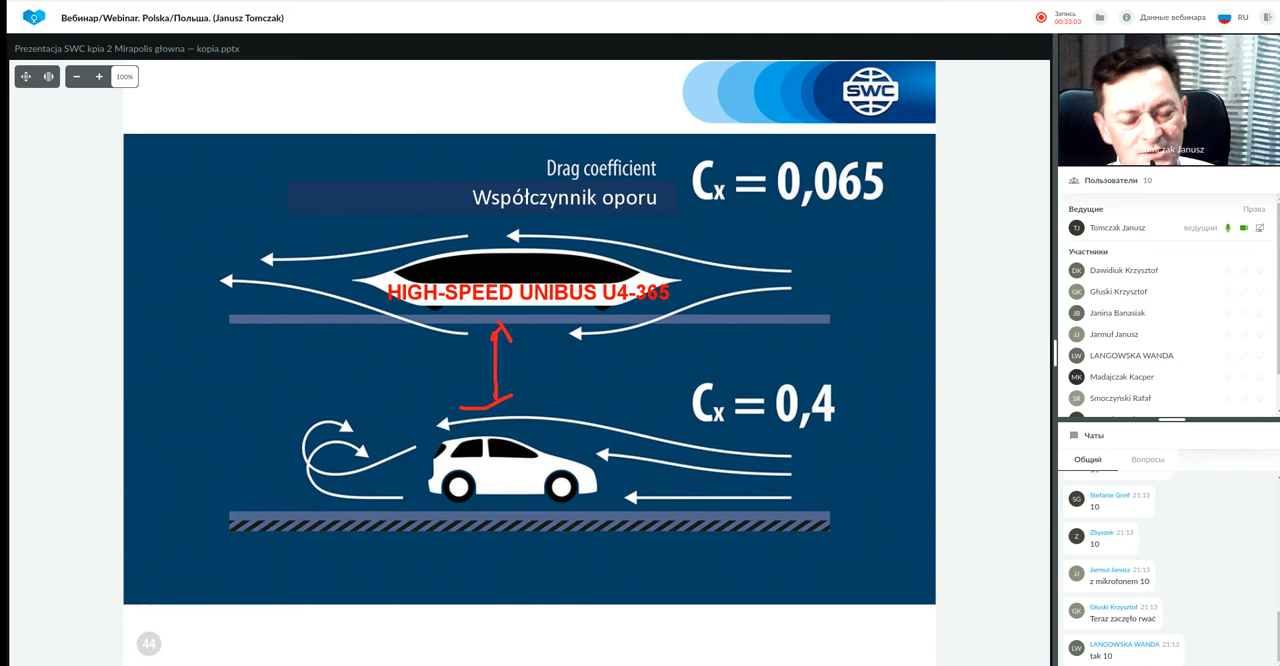 Вебинар/Webinar. Polska/Польша. (Janusz Tomczak)
Запись
00:33:03
Данные вебинара
RU
Prezentacja SWC kpia 2 Mirapolis głowna — kopia.pptx
100%
SWC
Drag coefficient
Współczynnik oporu
Cx = 0,065
HIGH-SPEED UNIBUS U4-365
Cx = 0,4
44
Tomczak Janusz
Пользователи 10
Ведущие
Права
TJ
Tomczak Janusz
ведущий
Участники
DK
Dawidiuk Krzysztof
GK
Głuski Krzysztof
JB
Janina Banasiak
JJ
Jarmuł Janusz
LW
LANGOWSKA WANDA
MK
Madajczak Kacper
SR
Smoczyński Rafał
Чаты
Общий
Вопросы
SG
Stefanie Greif 21:13
10
Z
Zbyszek 21:13
10
JJ
Jarmuł Janusz 21:13
z mikrofonem 10
GK
Głuski Krzysztof 21:13
Teraz zaczęło rwać
LW
LANGOWSKA WANDA 21:13
tak 10